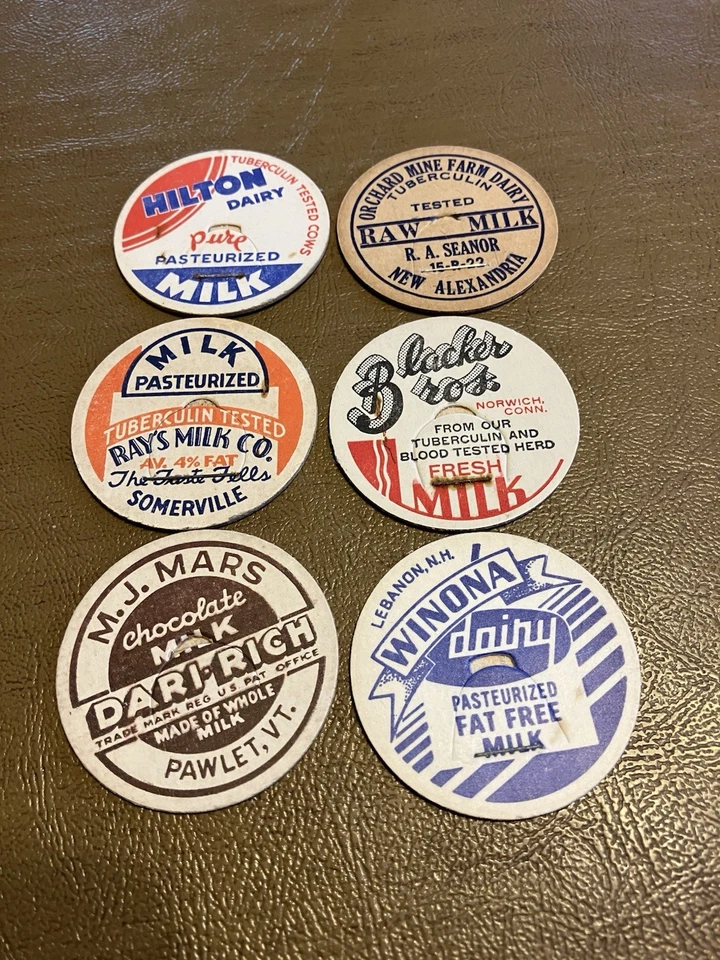 TUBERCULIN TESTED COWS
HILTON
DAIRY
pure
PASTEURIZED
MILK
ORCHARD MINE FARM DAIRY
TUBERCULIN
TESTED
RAW MILK
R. A. SEANOR
15-R-22
NEW ALEXANDRIA
MILK
PASTEURIZED
TUBERCULIN TESTED
RAY'S MILK CO.
AV. 4% FAT
The Taste Tells
SOMERVILLE
Blacker
Bros.
NORWICH,
CONN.
FROM OUR
TUBERCULIN AND
BLOOD TESTED HERD
FRESH
MILK
M. J. MARS
chocolate
MILK
DARI-RICH
TRADE MARK REG. U.S. PAT. OFFICE
MADE OF WHOLE
MILK
PAWLET, VT.
LEBANON, N.H.
WINONA
dairy
PASTEURIZED
FAT FREE
MILK